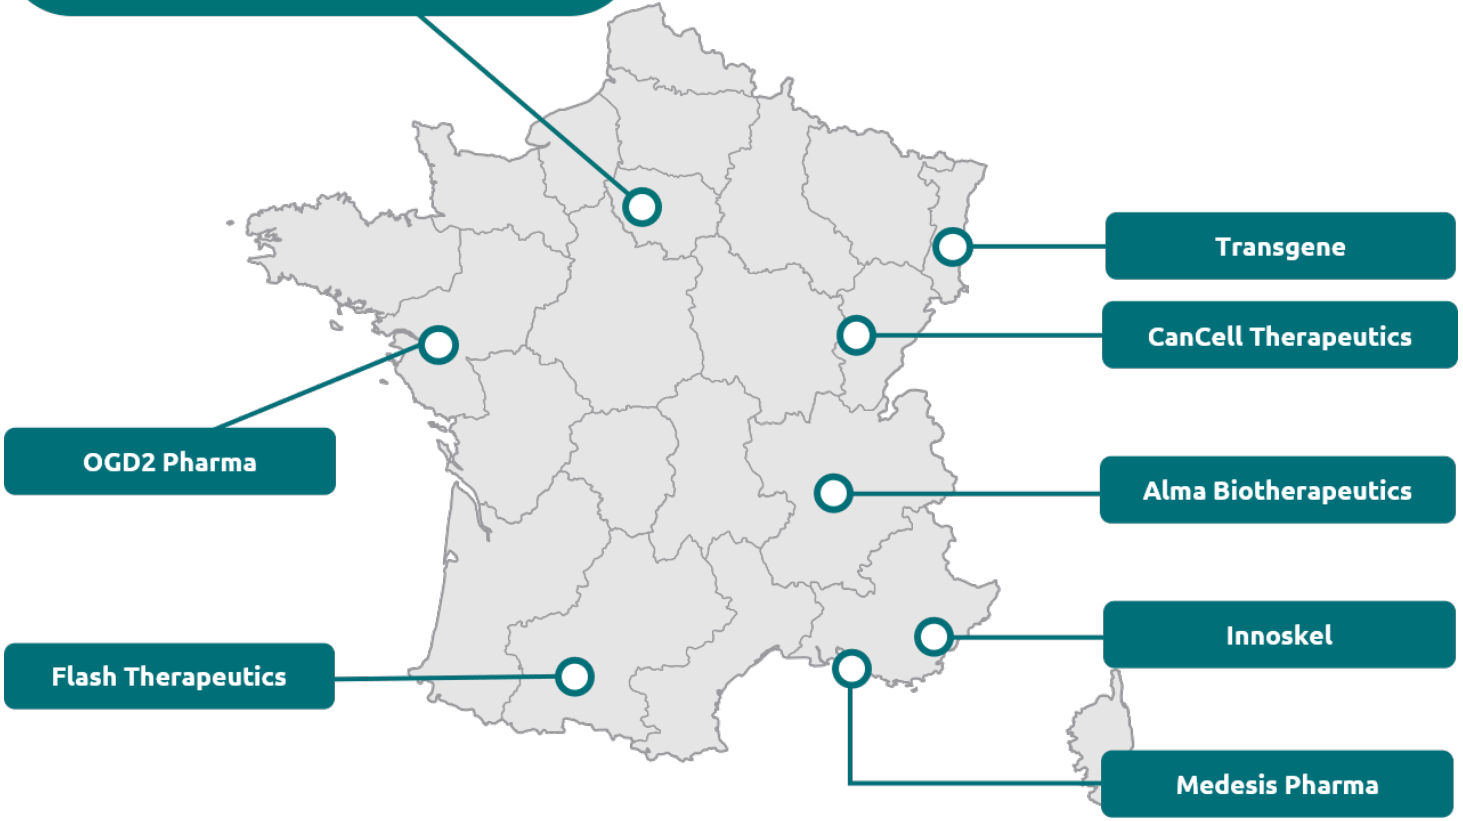 Transgene
CanCell Therapeutics
OGD2 Pharma
Alma Biotherapeutics
Innoskel
Flash Therapeutics
Medesis Pharma